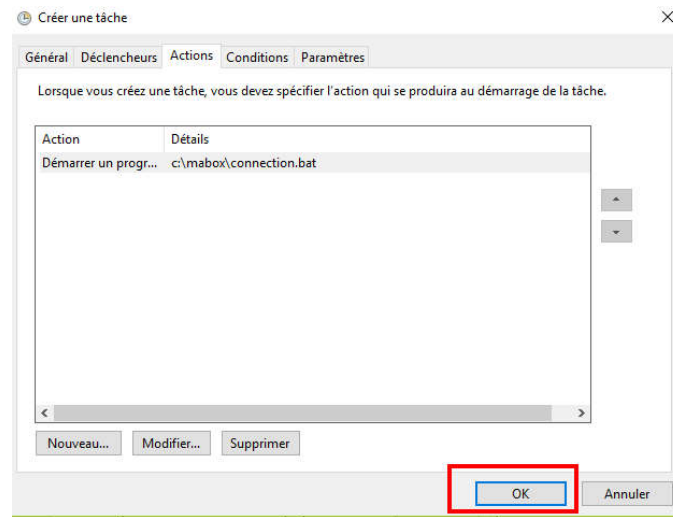 Créer une tâche
Général Déclencheurs Actions Conditions Paramètres
Lorsque vous créez une tâche, vous devez spécifier l'action qui se produira au démarrage de la tâche.
Action Détails
Démarrer un progr... c:\mabox\connection.bat
Nouveau... Modifier... Supprimer
OK Annuler